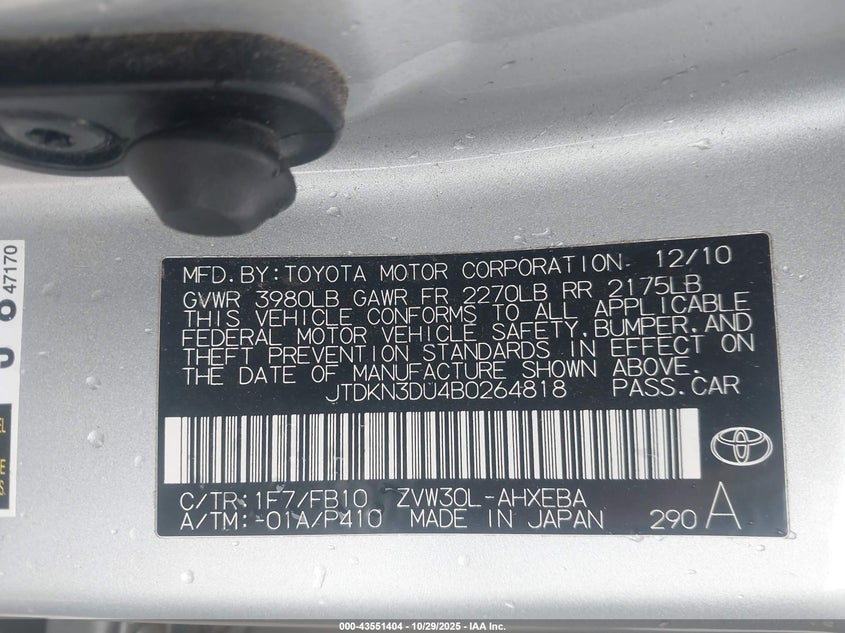 MFD. BY: TOYOTA MOTOR CORPORATION 12/10
GVWR 3980LB GAWR FR 2270LB RR 2175LB
THIS VEHICLE CONFORMS TO ALL APPLICABLE
FEDERAL MOTOR VEHICLE SAFETY, BUMPER, AND
THEFT PREVENTION STANDARDS IN EFFECT ON
THE DATE OF MANUFACTURE SHOWN ABOVE.
JTDKN3DU4B0264818 PASS. CAR
C/TR: 1F7/FB10 ZVW30L-AHXEBA
A/TM: -01A/P410 MADE IN JAPAN 290 A
47170
000-43551404 | 10/29/2025 - IAA Inc.